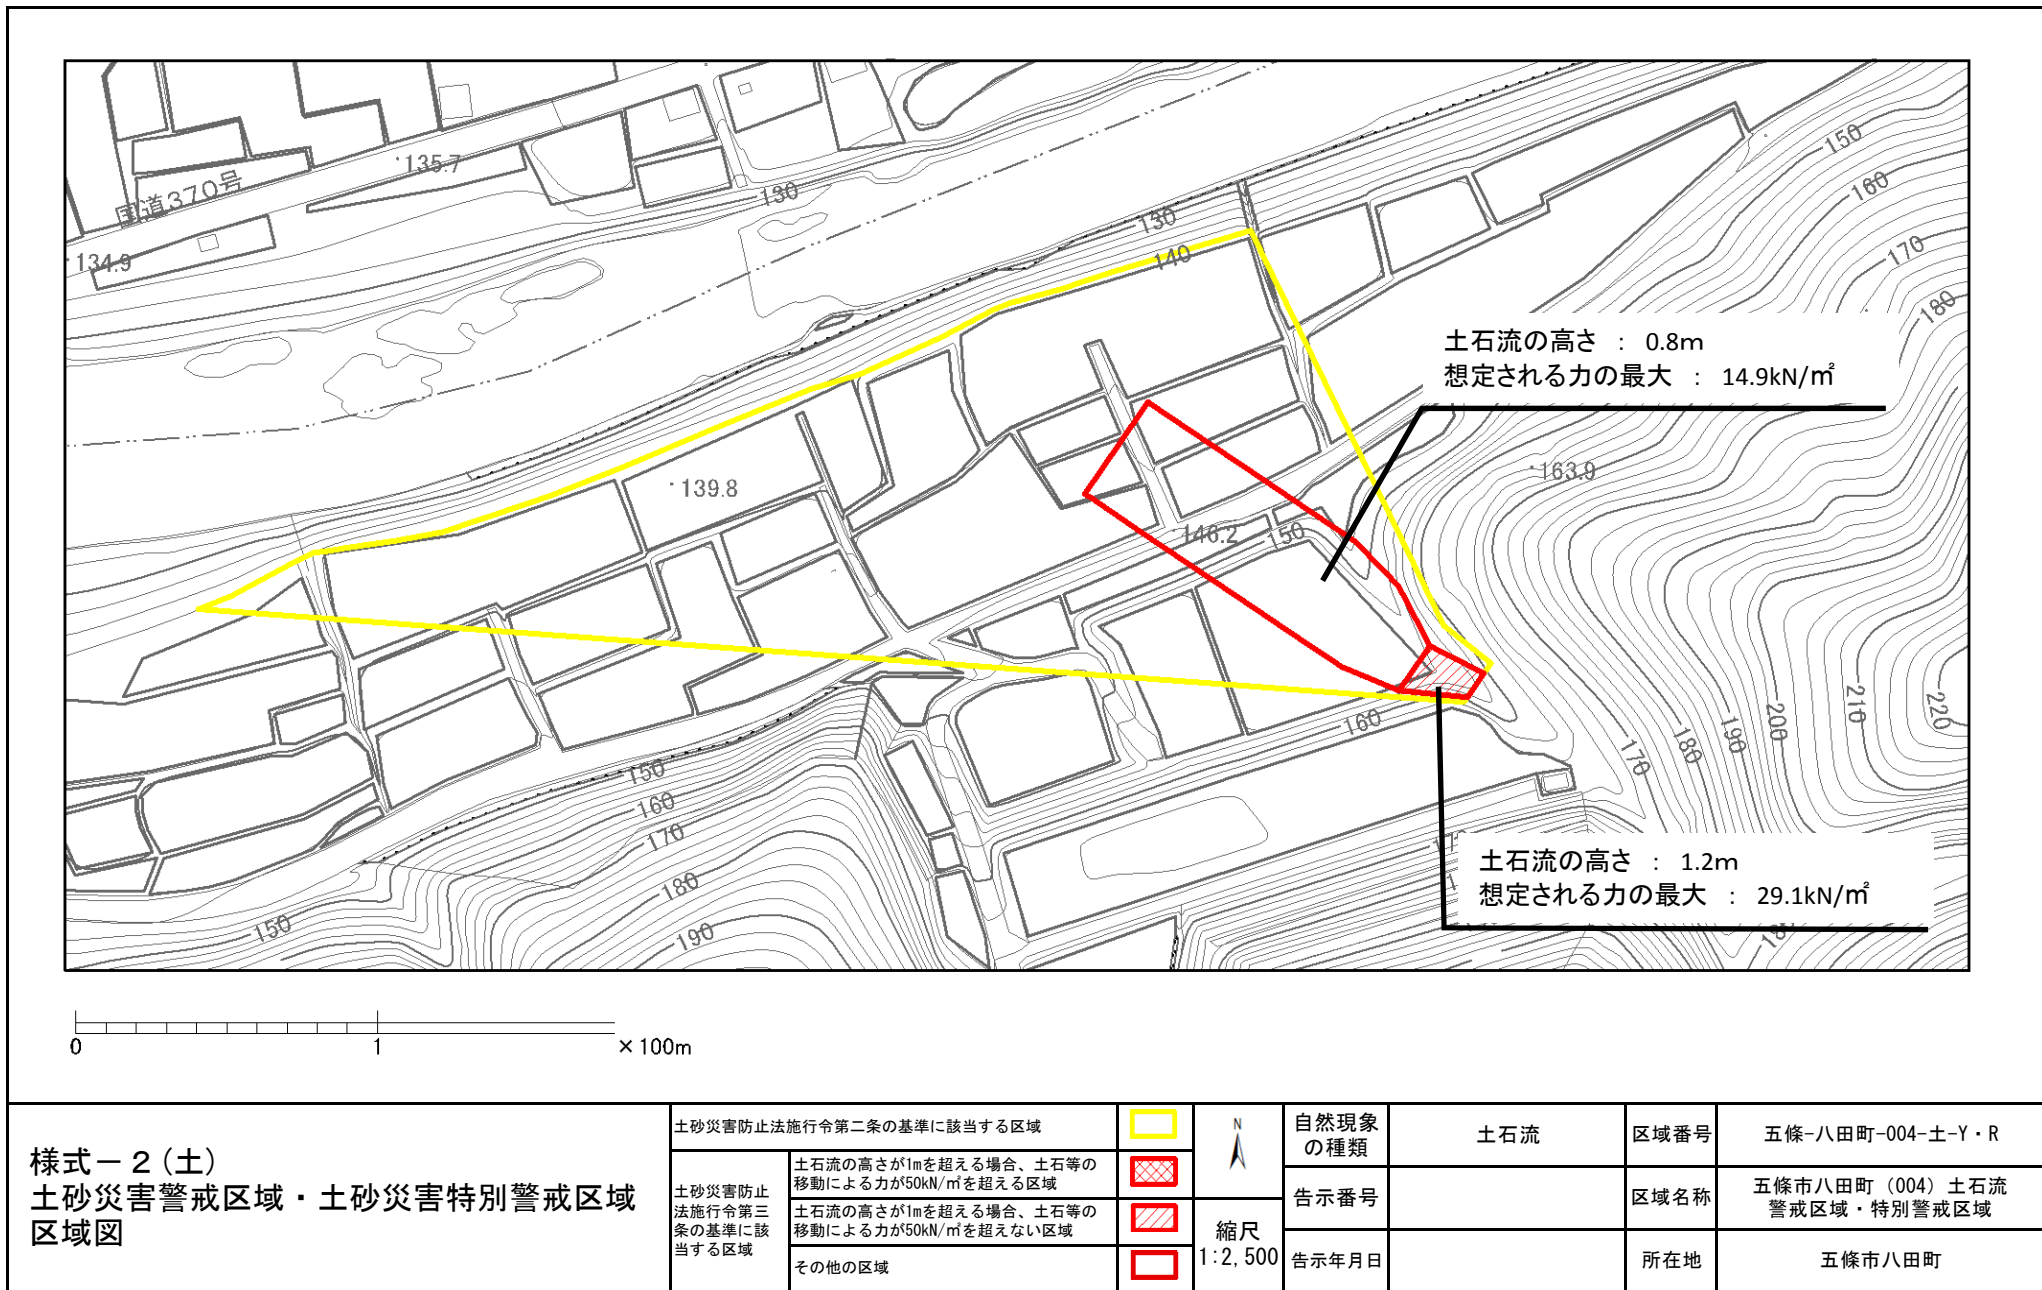 国道370号
135.7
134.9
130
130
140
150
160
170
180
土石流の高さ ： 0.8m
想定される力の最大 ： 14.9kN/㎡
163.9
139.8
146.2
150
160
170
180
190
200
210
220
150
160
170
180
190
150
土石流の高さ ： 1.2m
想定される力の最大 ： 29.1kN/㎡
0
1
×100m
様式－２(土)
土砂災害警戒区域・土砂災害特別警戒区域
区域図
土砂災害防止法施行令第二条の基準に該当する区域
土砂災害防止
法施行令第三
条の基準に該
当する区域
土石流の高さが1mを超える場合、土石等の
移動による力が50kN/㎡を超える区域
土石流の高さが1mを超える場合、土石等の
移動による力が50kN/㎡を超えない区域
その他の区域
N
縮尺
1:2,500
自然現象
の種類
土石流
区域番号
五條-八田町-004-土-Y・R
告示番号
区域名称
五條市八田町（004）土石流
警戒区域・特別警戒区域
告示年月日
所在地
五條市八田町